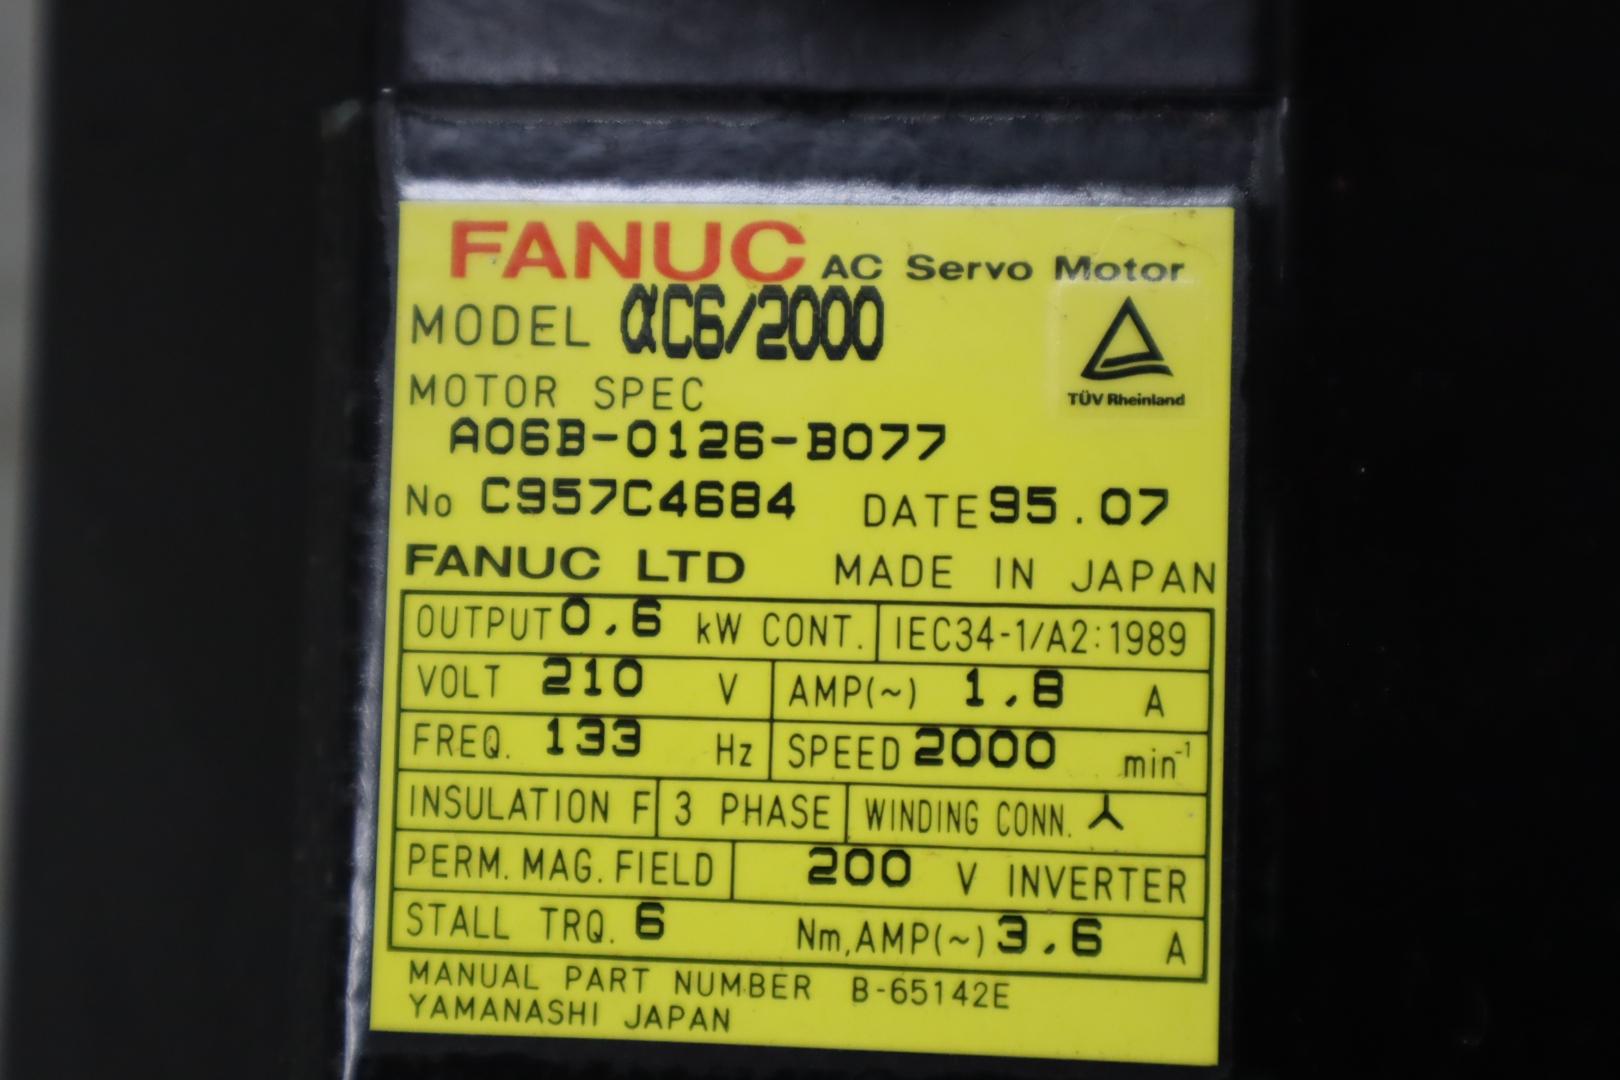 FANUC AC Servo Motor
MODEL αC6/2000
TÜV Rheinland
MOTOR SPEC
A06B-0126-B077
No C957C4684 DATE 95.07
FANUC LTD MADE IN JAPAN
OUTPUT 0.6 kW CONT. IEC34-1/A2:1989
VOLT 210 V AMP(~) 1.8 A
FREQ. 133 Hz SPEED 2000 min⁻¹
INSULATION F 3 PHASE WINDING CONN.
PERM. MAG. FIELD 200 V INVERTER
STALL TRQ. 6 Nm, AMP(~) 3.6 A
MANUAL PART NUMBER B-65142E
YAMANASHI JAPAN